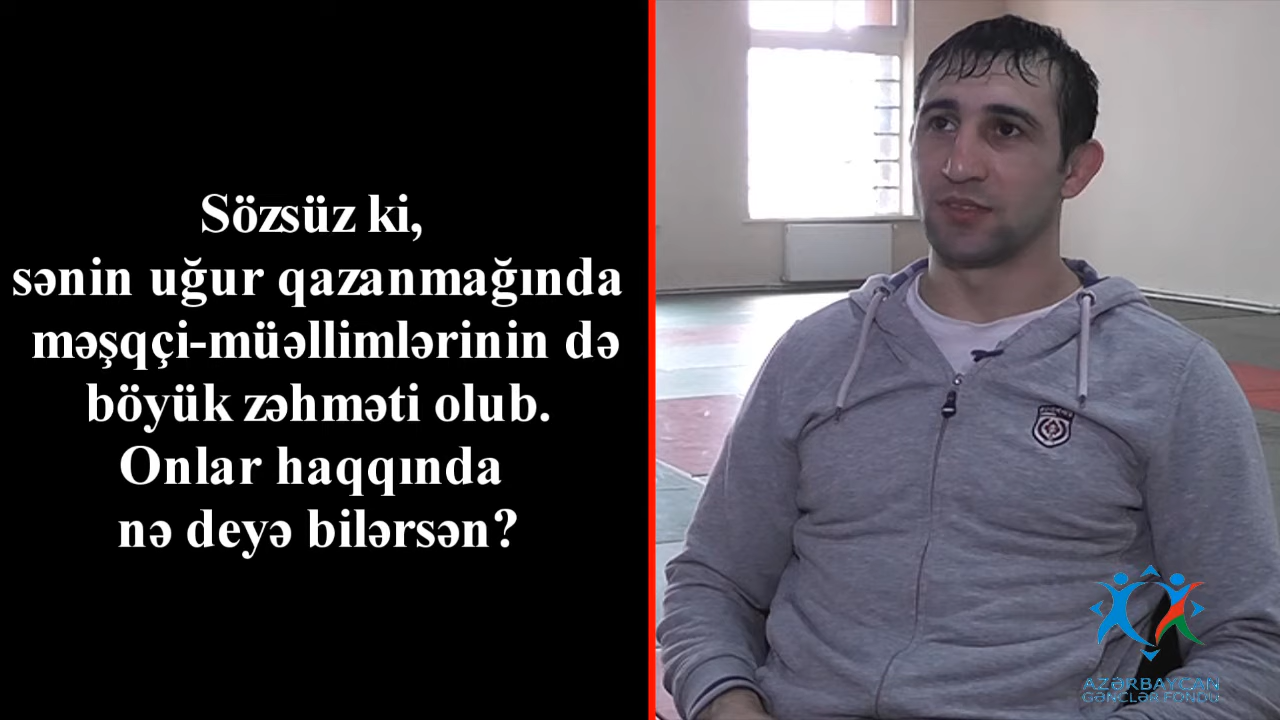 Sözsüz ki,
sənin uğur qazanmağında
məşqçi-müəllimlərinin də
böyük zəhməti olub.
Onlar haqqında
nə deyə bilərsən?
AZƏRBAYCAN
GƏNCLƏR FONDU